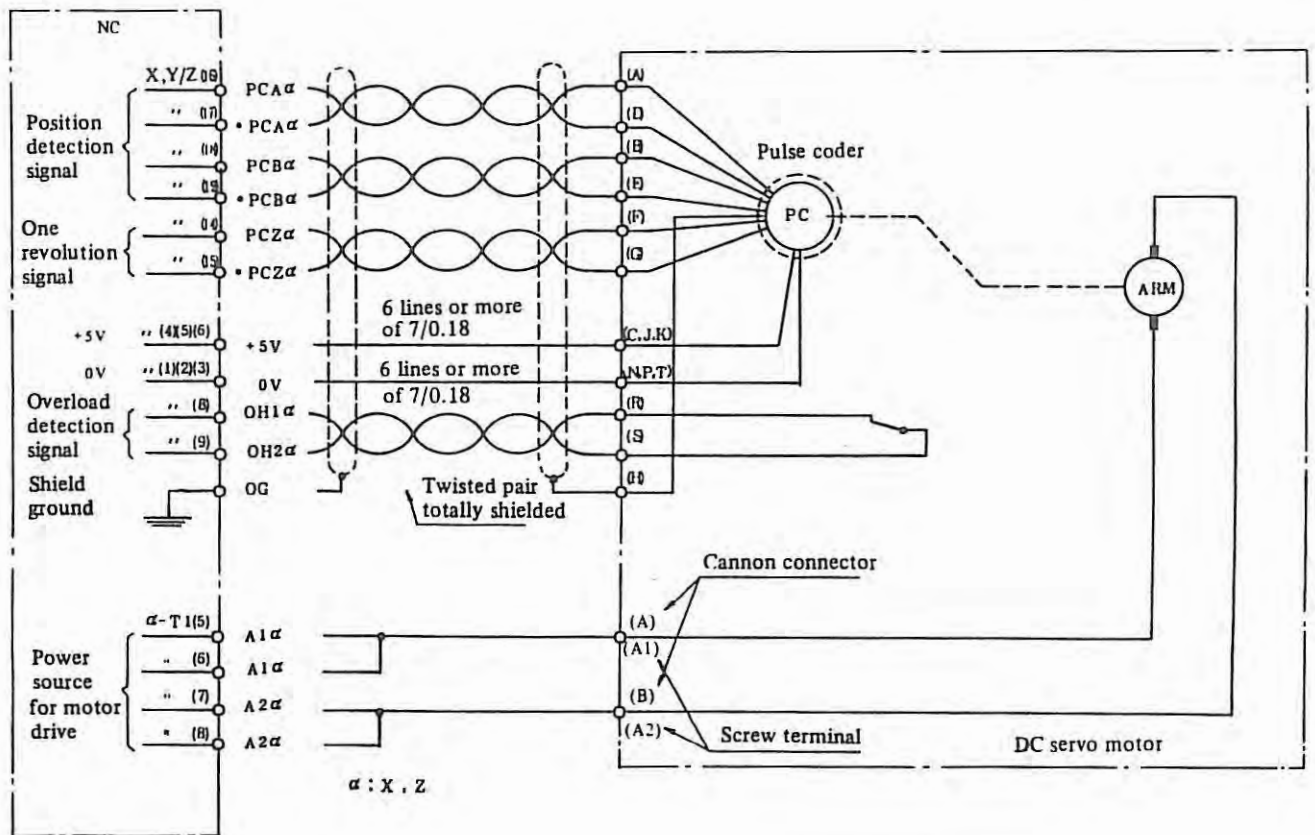 NC
X,Y/Z (16)
PCAα
(A)
Position
detection
signal
〃 (17)
*PCAα
(D)
〃 (18)
PCBα
(B)
〃 (19)
*PCBα
(E)
One
revolution
signal
〃 (14)
PCZα
(F)
〃 (15)
*PCZα
(G)
Pulse coder
PC
ARM
6 lines or more
of 7/0.18
+5V
〃 (4)(5)(6)
+5V
(C,J,K)
6 lines or more
of 7/0.18
0V
〃 (1)(2)(3)
0V
(N,P,T)
Overload
detection
signal
〃 (8)
OH1α
(R)
〃 (9)
OH2α
(S)
Shield
ground
OG
(H)
Twisted pair
totally shielded
Cannon connector
Power
source
for motor
drive
α-T1(5)
A1α
(A)
〃 (6)
A1α
(A1)
〃 (7)
A2α
(B)
〃 (8)
A2α
(A2)
Screw terminal
DC servo motor
α : X , Z